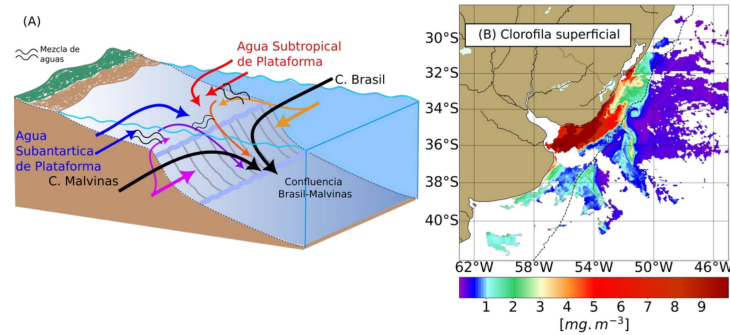 (A)
Mezcla de
aguas
Agua Subtropical
de Plataforma
C. Brasil
Agua
Subantartica
de Plataforma
C. Malvinas
Confluencia
Brasil-Malvinas
(B) Clorofila superficial
30°S
32°S
34°S
36°S
38°S
40°S
63°W 58°W 54°W 50°W 46°W
1 2 3 4 5 6 7 8 9
[mg.m⁻³]